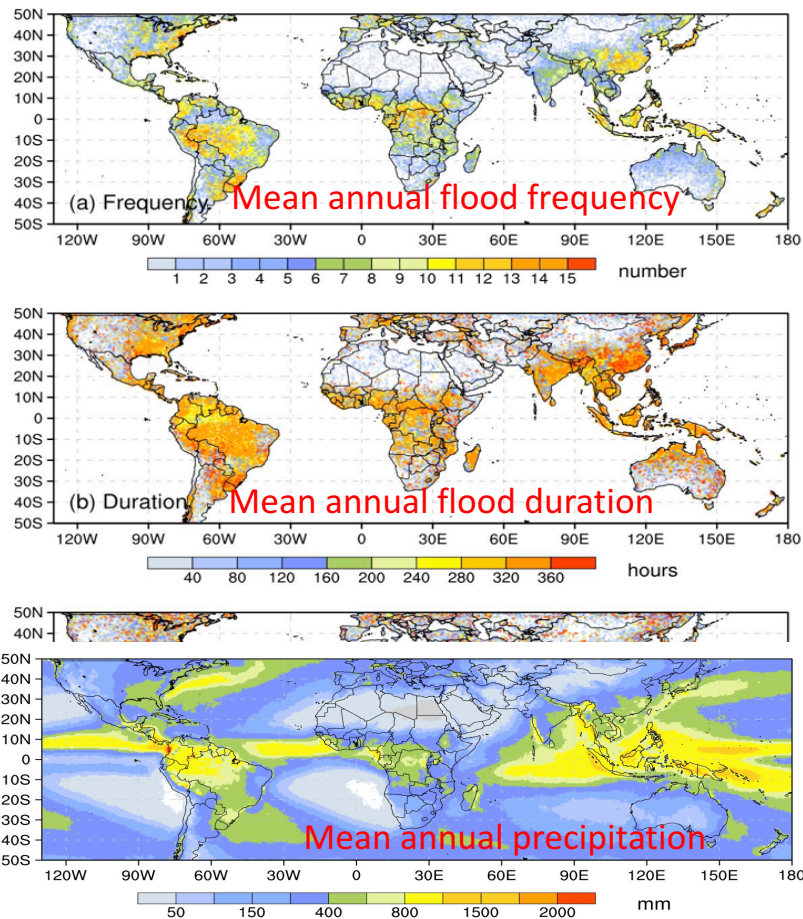 50N
40N
30N
20N
10N
0
10S
20S
30S
40S
50S
(a) Frequency
Mean annual flood frequency
120W 90W 60W 30W 0 30E 60E 90E 120E 150E 180
1 2 3 4 5 6 7 8 9 10 11 12 13 14 15 number
50N
40N
30N
20N
10N
0
10S
20S
30S
40S
50S
(b) Duration
Mean annual flood duration
120W 90W 60W 30W 0 30E 60E 90E 120E 150E 180
40 80 120 160 200 240 280 320 360 hours
50N
40N
50N
40N
30N
20N
10N
0
10S
20S
30S
40S
50S
Mean annual precipitation
120W 90W 60W 30W 0 30E 60E 90E 120E 150E 180
50 150 400 800 1500 2000 mm